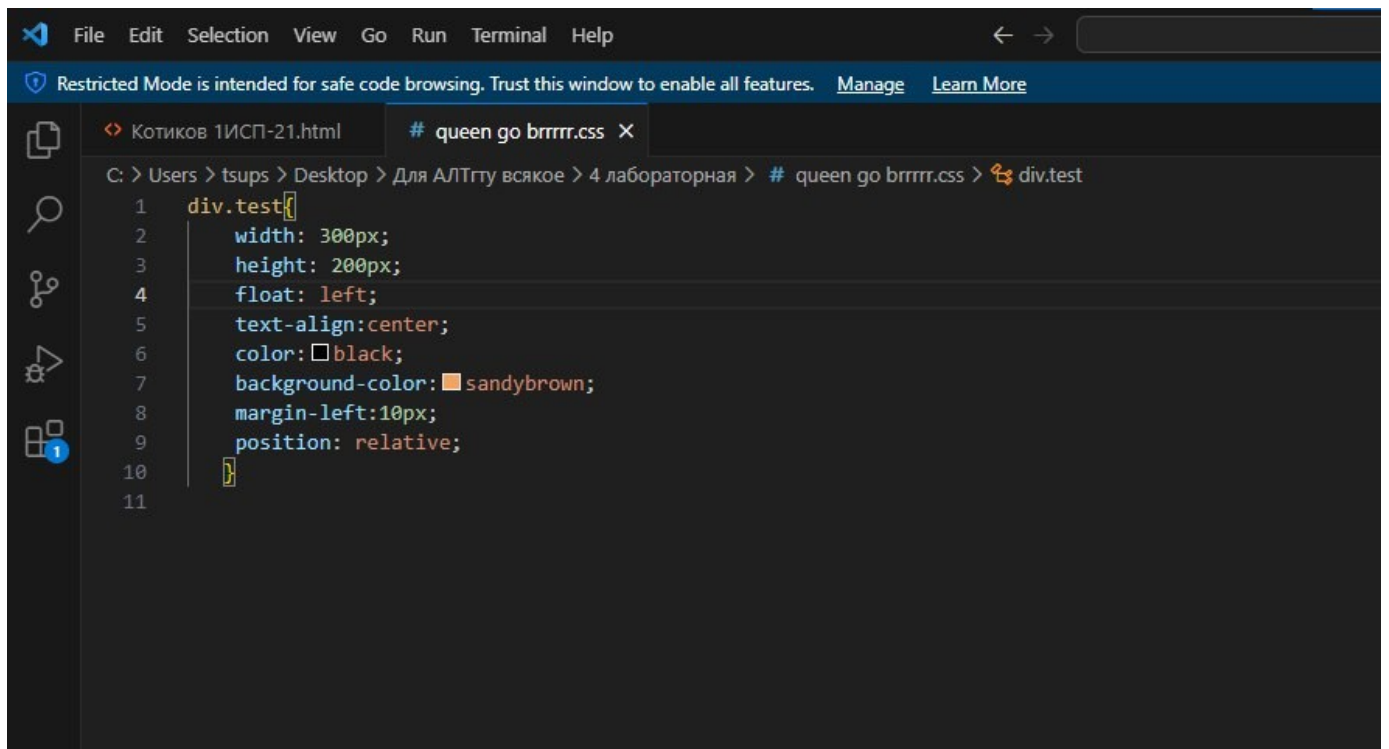 File Edit Selection View Go Run Terminal Help
Restricted Mode is intended for safe code browsing. Trust this window to enable all features. Manage Learn More
Котиков 1ИСП-21.html # queen go brrrrr.css
C: > Users > tsups > Desktop > Для АЛТгту всякое > 4 лабораторная > # queen go brrrrr.css > div.test
1 div.test{
2 width: 300px;
3 height: 200px;
4 float: left;
5 text-align:center;
6 color: black;
7 background-color: sandybrown;
8 margin-left:10px;
9 position: relative;
10 }
11
1